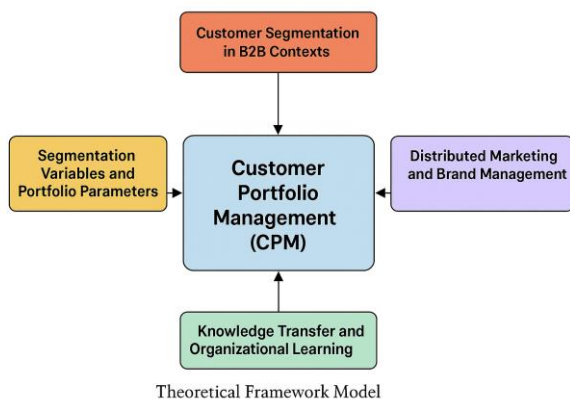 Customer Segmentation
in B2B Contexts
Segmentation
Variables and
Portfolio Parameters
Customer
Portfolio
Management
(CPM)
Distributed Marketing
and Brand Management
Knowledge Transfer and
Organizational Learning
Theoretical Framework Model